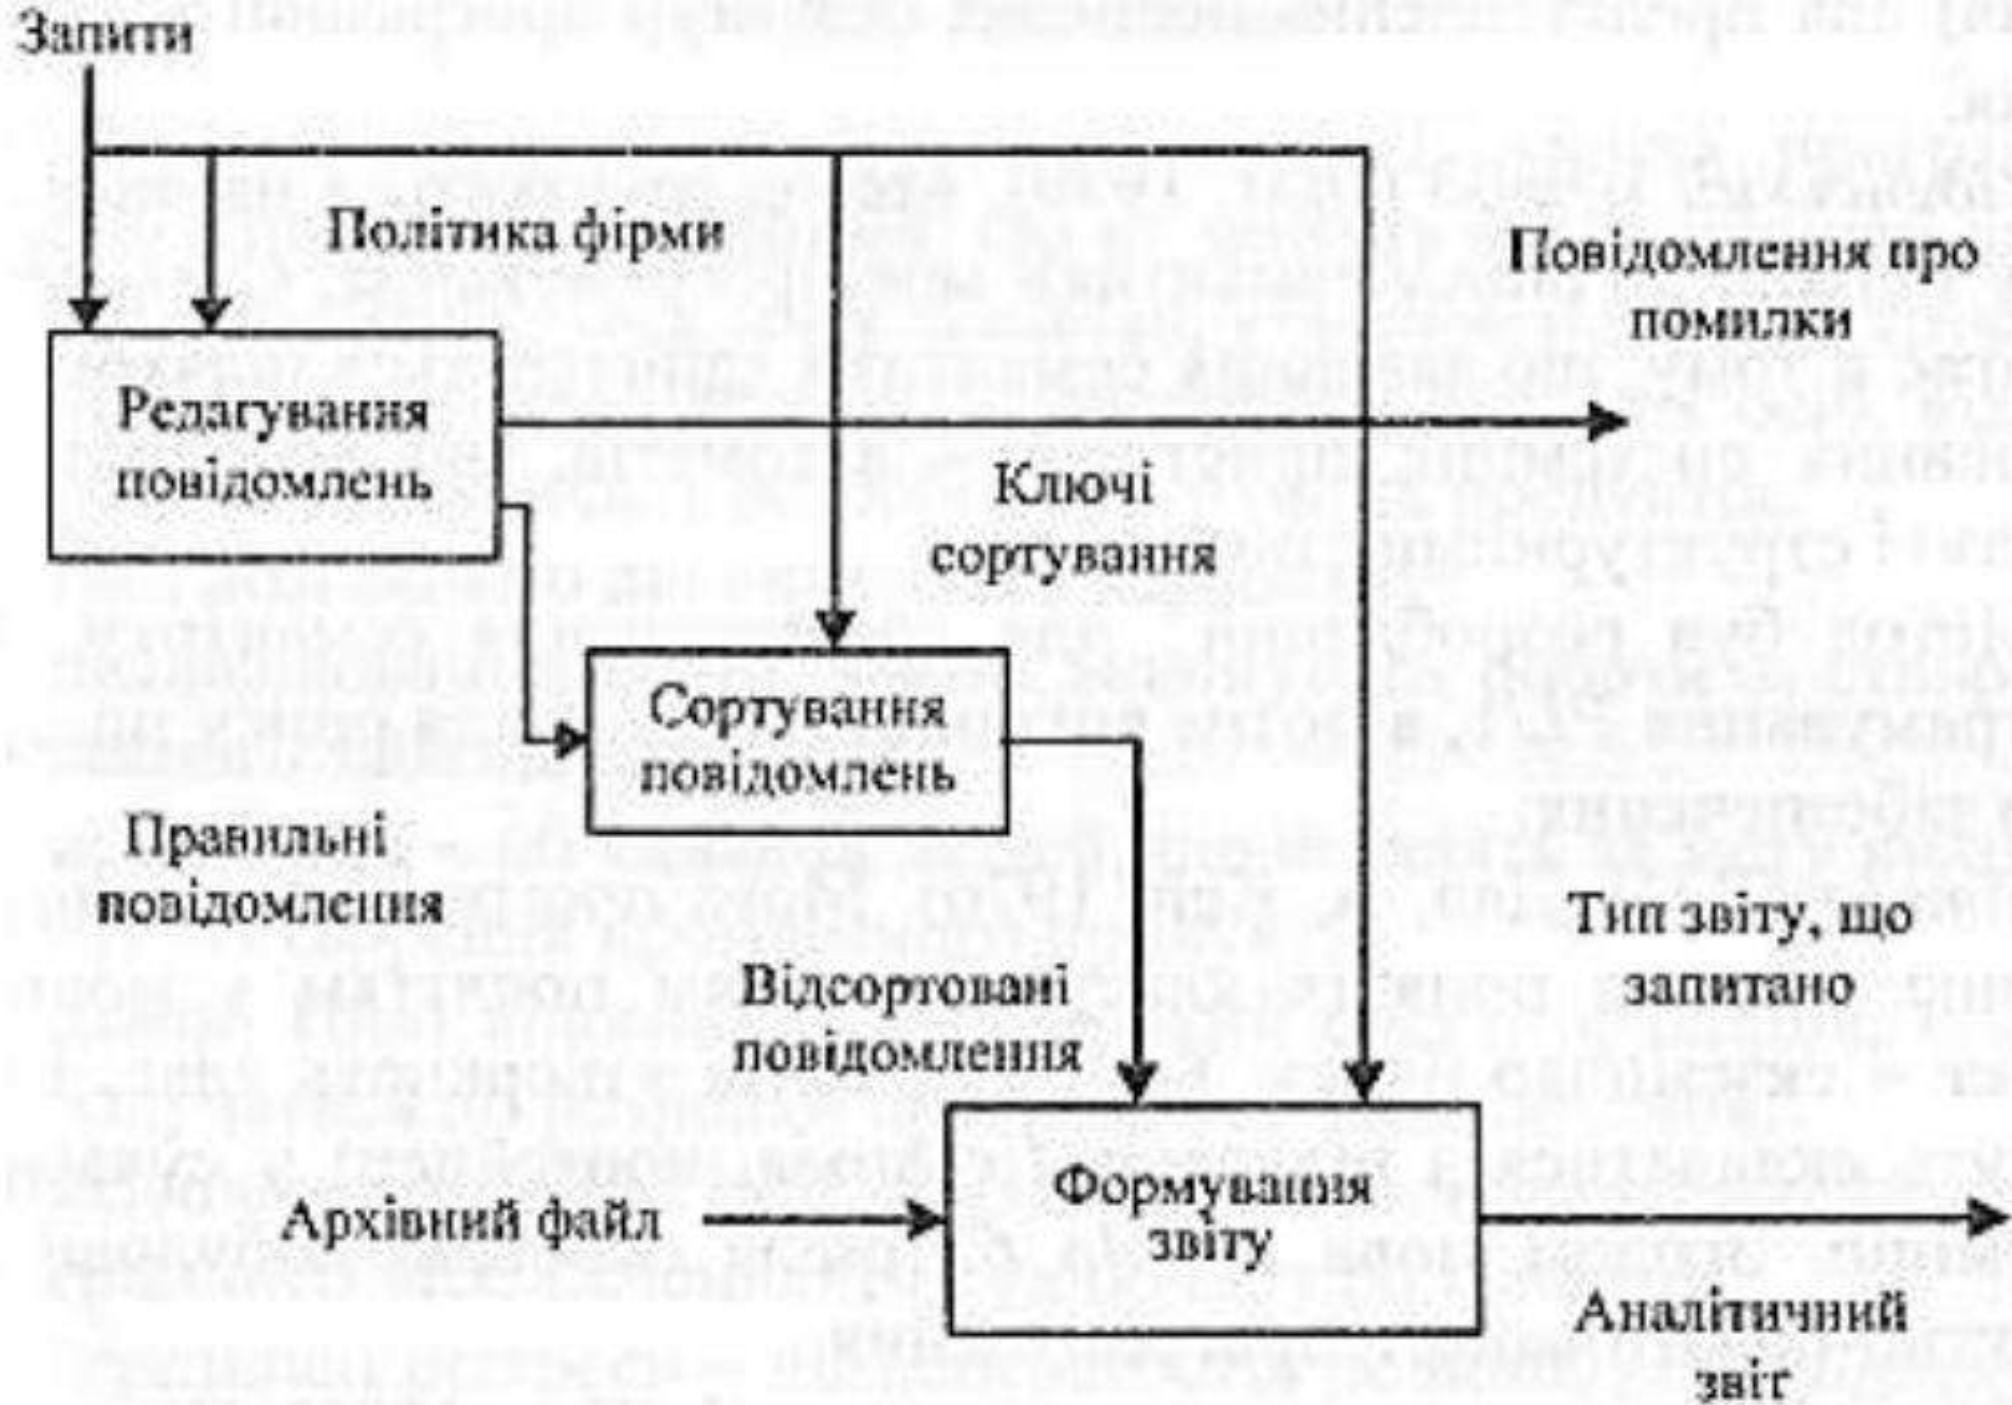 Запити
Політика фірми
Повідомлення про
помилки
Редагування
повідомлень
Ключі
сортування
Сортування
повідомлень
Правильні
повідомлення
Тип звіту, що
запитано
Відсортовані
повідомлення
Формування
звіту
Архівний файл
Аналітичний
звіт